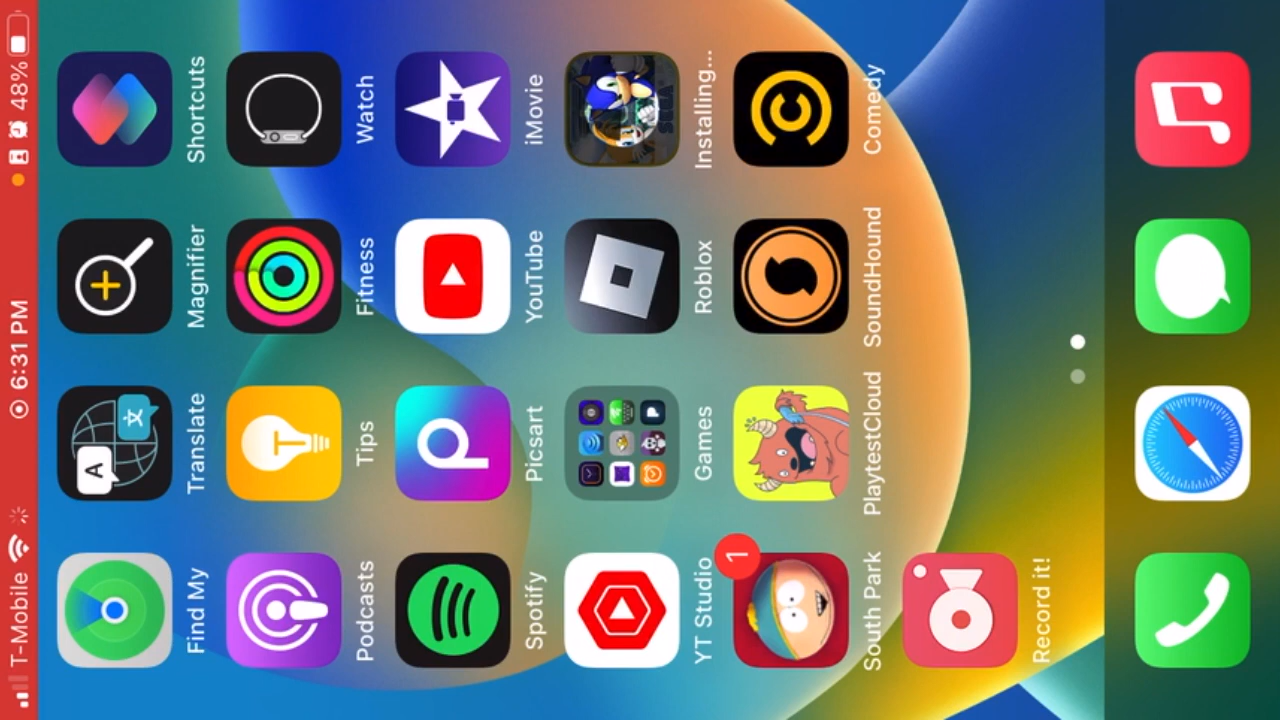 T-Mobile 6:31 PM 48%
Find My Translate Magnifier Shortcuts
Podcasts Tips Fitness Watch
Spotify Picsart YouTube iMovie
YT Studio Games Roblox Installing...
1
South Park PlaytestCloud SoundHound Comedy
Record it!